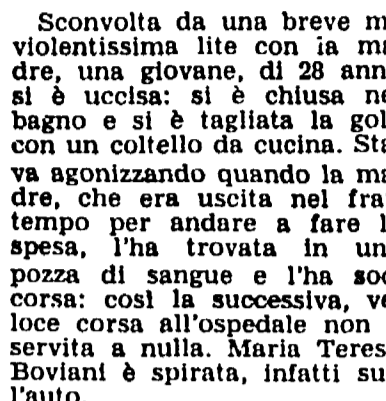 Sconvolta da una breve m
violentissima lite con la ma
dre, una giovane, di 28 ann
si è uccisa: si è chiusa ne
bagno e si è tagliata la gol
con un coltello da cucina. Sta
va agonizzando quando la ma
dre, che era uscita nel fra
tempo per andare a fare l
spesa, l'ha trovata in un
pozza di sangue e l'ha soc
corsa: così la successiva, ve
loce corsa all'ospedale non
servita a nulla. Maria Teres
Boviani è spirata, infatti su
l'auto.